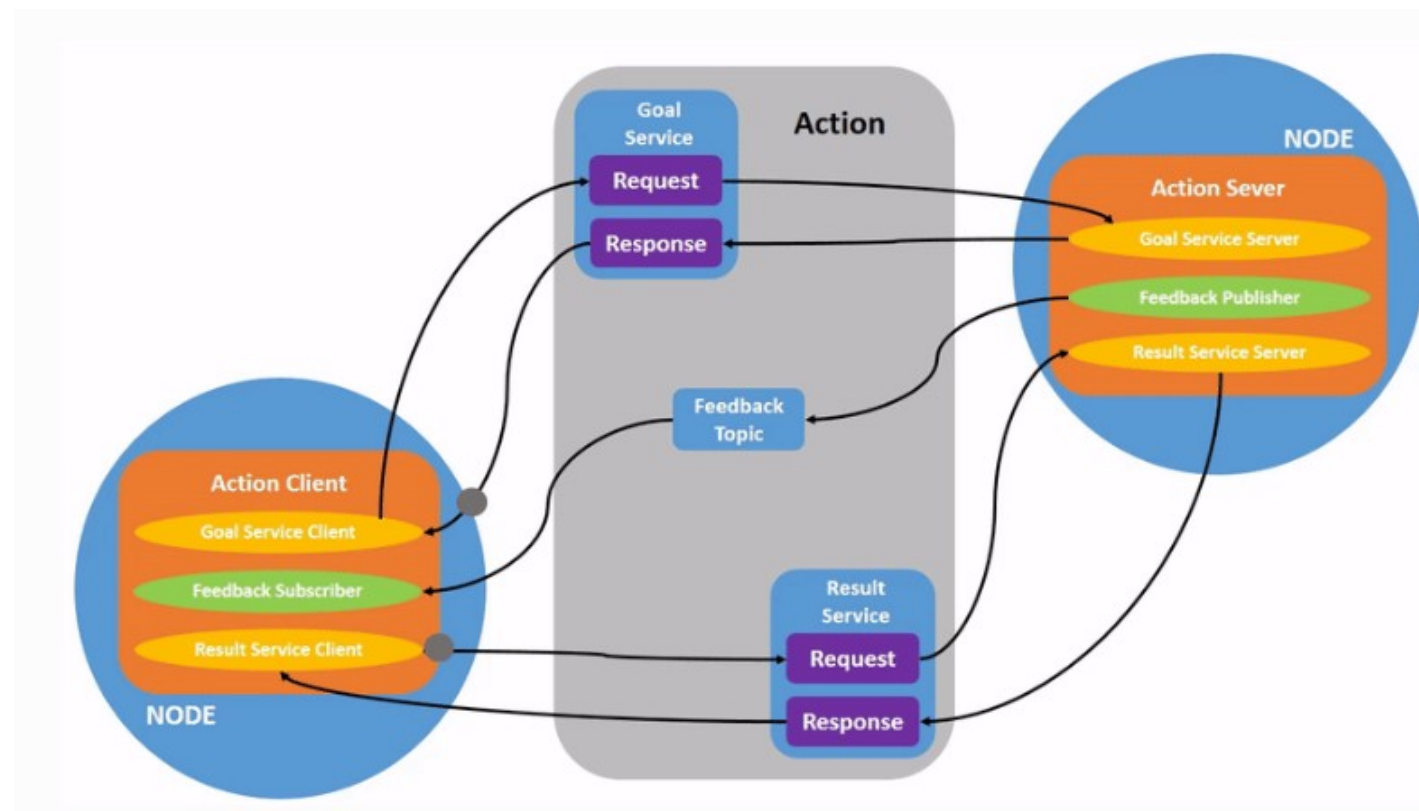 Goal
Service
Request
Response
Action
NODE
Action Sever
Goal Service Server
Feedback Publisher
Result Service Server
Feedback
Topic
Action Client
Goal Service Client
Feedback Subscriber
Result Service Client
NODE
Result
Service
Request
Response